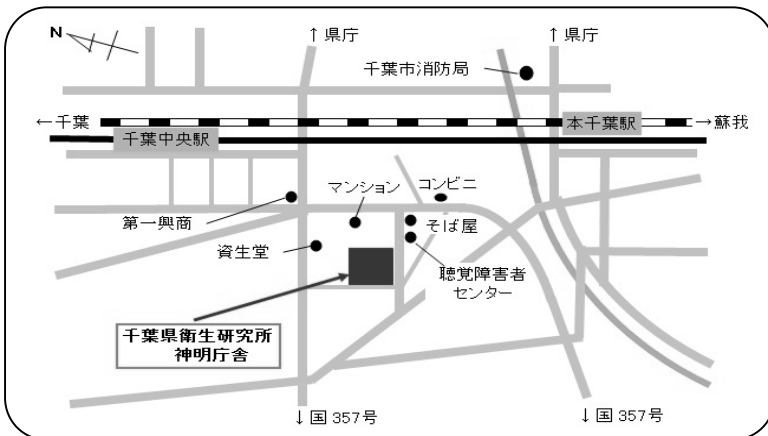 N
↑県庁
↑県庁
千葉市消防局
←千葉
本千葉駅
→蘇我
千葉中央駅
マンション
コンビニ
第一興商
そば屋
資生堂
聴覚障害者
センター
千葉県衛生研究所
神明庁舎
↓国357号
↓国357号